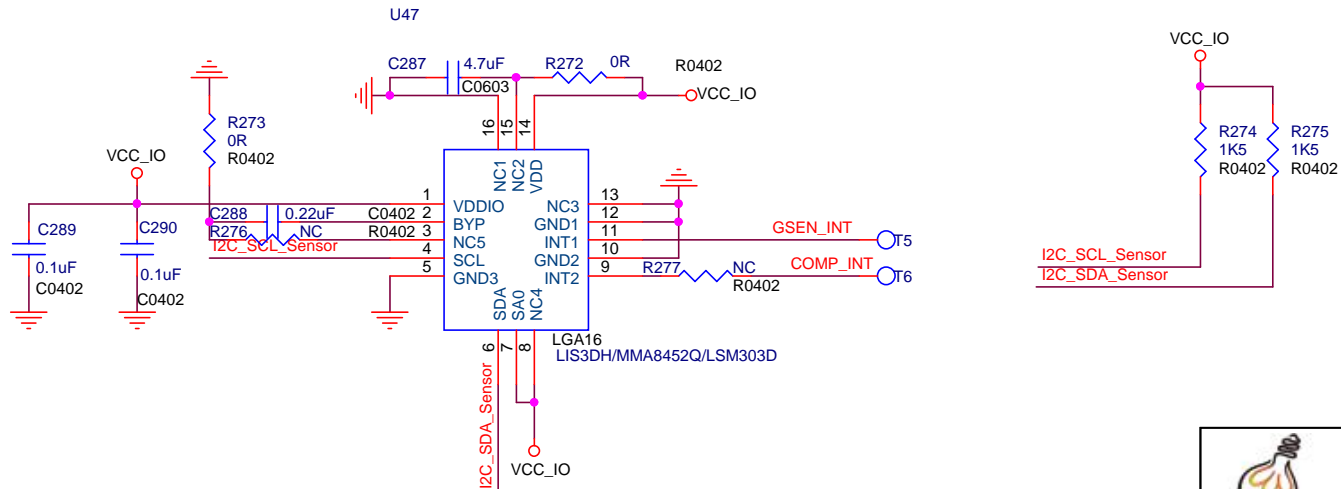 U47
VCC_IO
C287
4.7uF
C0603
R272
0R
R0402
VCC_IO
R273
0R
R0402
VCC_IO
R274
1K5
R0402
R275
1K5
R0402
16
15
14
NC1
NC2
VDD
C289
0.1uF
C0402
C290
0.1uF
C0402
C288
0.22uF
C0402
R276
NC
R0402
I2C_SCL_Sensor
1
2
3
4
5
VDDIO
BYP
NC5
SCL
GND3
NC3
GND1
INT1
GND2
INT2
13
12
11
10
9
GSEN_INT
T5
R277
NC
R0402
COMP_INT
T6
I2C_SCL_Sensor
I2C_SDA_Sensor
SDA
SA0
NC4
6
7
8
LGA16
LIS3DH/MMA8452Q/LSM303D
I2C_SDA_Sensor
VCC_IO